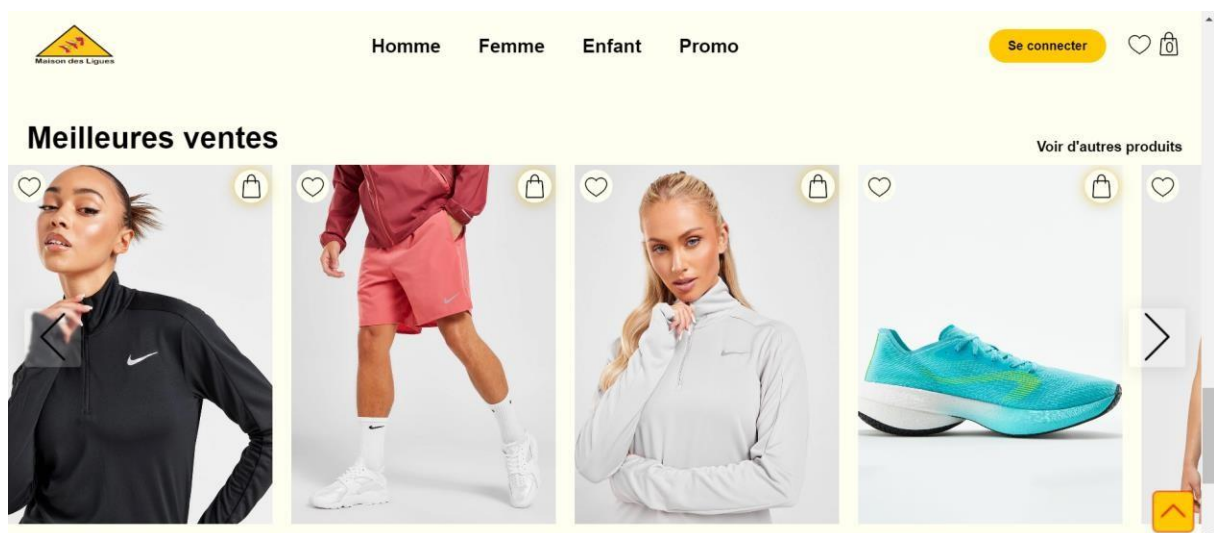 Maison des Ligues
Homme Femme Enfant Promo
Se connecter
0
Meilleures ventes
Voir d'autres produits